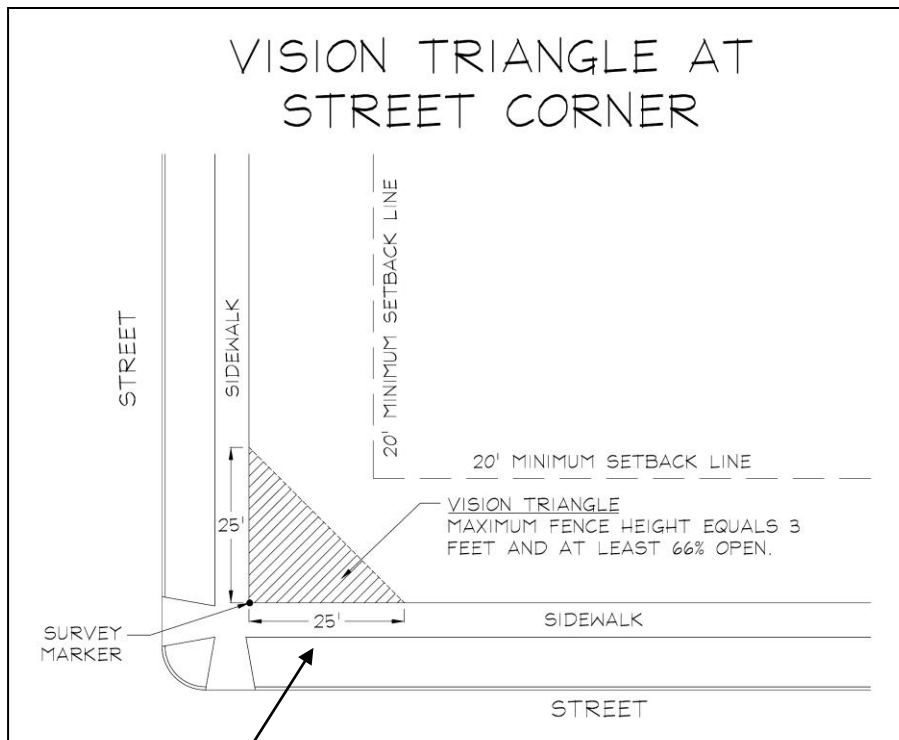 VISION TRIANGLE AT
STREET CORNER
STREET
SIDEWALK
20' MINIMUM SETBACK LINE
20' MINIMUM SETBACK LINE
VISION TRIANGLE
MAXIMUM FENCE HEIGHT EQUALS 3
FEET AND AT LEAST 66% OPEN.
25'
25'
SIDEWALK
SURVEY
MARKER
STREET